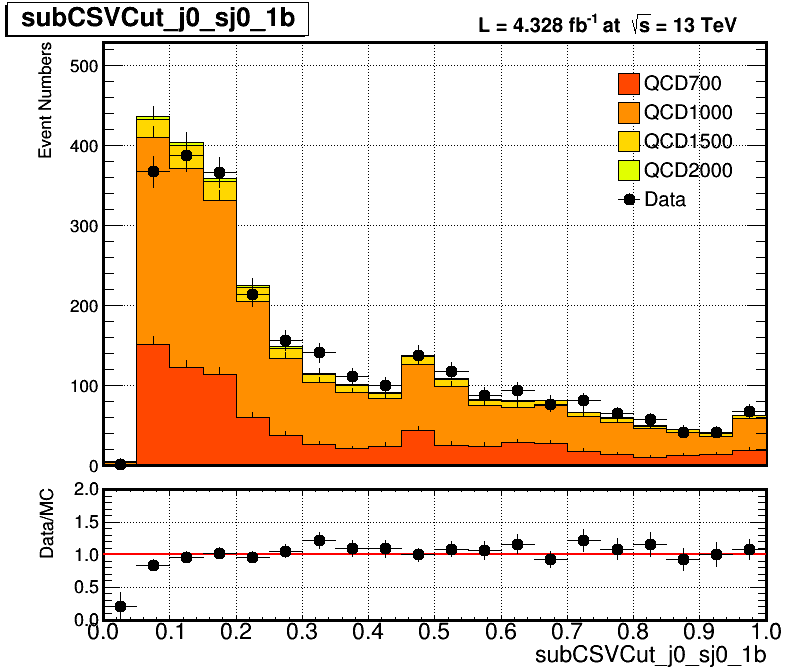 subCSVCut_j0_sj0_1b
L = 4.328 fb-1 at √s = 13 TeV
Event Numbers
500
400
300
200
100
0
QCD700
QCD1000
QCD1500
QCD2000
Data
Data/MC
2.0
1.5
1.0
0.5
0.0
0.0 0.1 0.2 0.3 0.4 0.5 0.6 0.7 0.8 0.9 1.0
subCSVCut_j0_sj0_1b